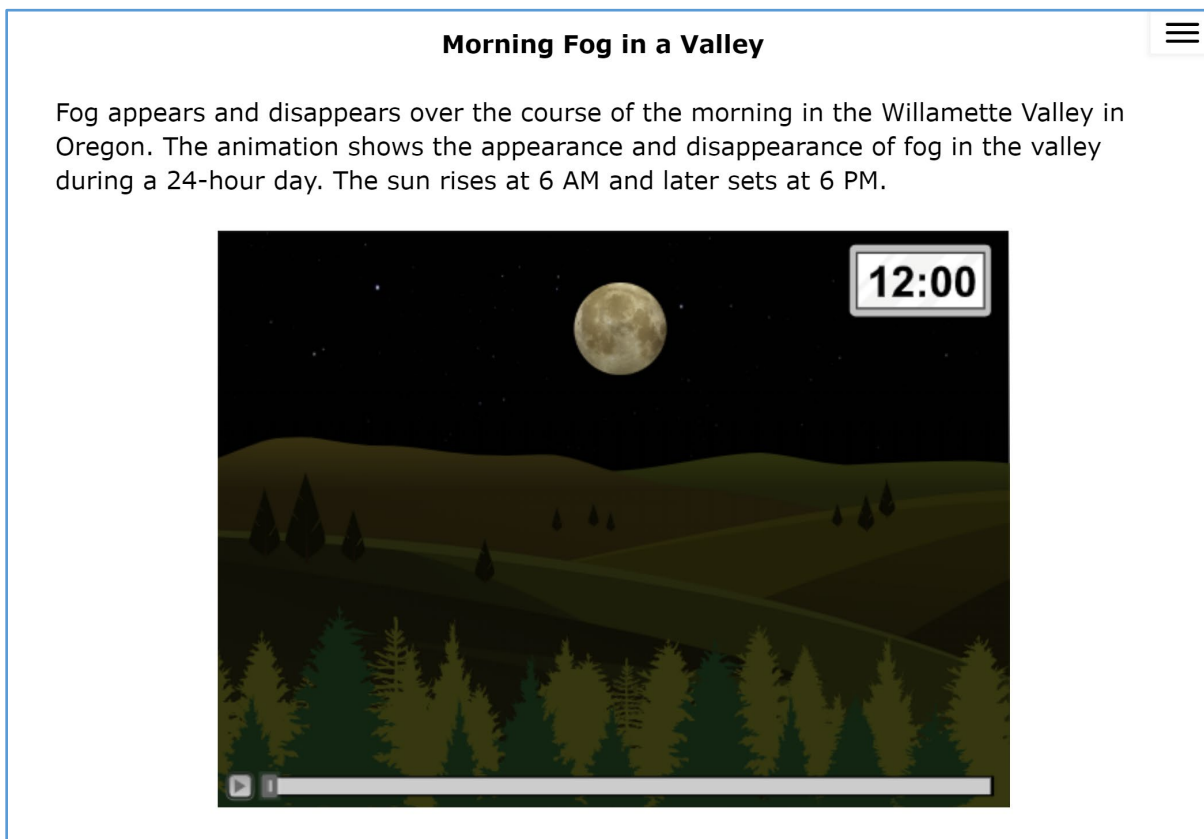 Morning Fog in a Valley
Fog appears and disappears over the course of the morning in the Willamette Valley in
Oregon. The animation shows the appearance and disappearance of fog in the valley
during a 24-hour day. The sun rises at 6 AM and later sets at 6 PM.
12:00